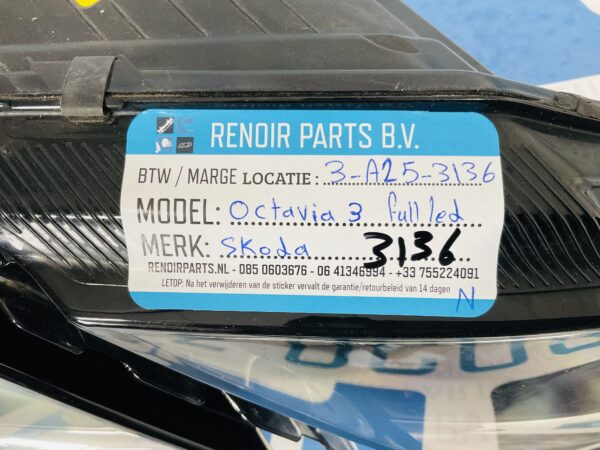 RENOIR PARTS B.V.
BTW / MARGE LOCATIE : 3-A25-3136
MODEL: Octavia 3 full led
MERK: Skoda 3136
RENOIRPARTS.NL - 085 0603676 - 06 41346994 - +33 755224091
LETOP: Na het verwijderen van de sticker vervalt de garantie/retourbeleid van 14 dagen
N